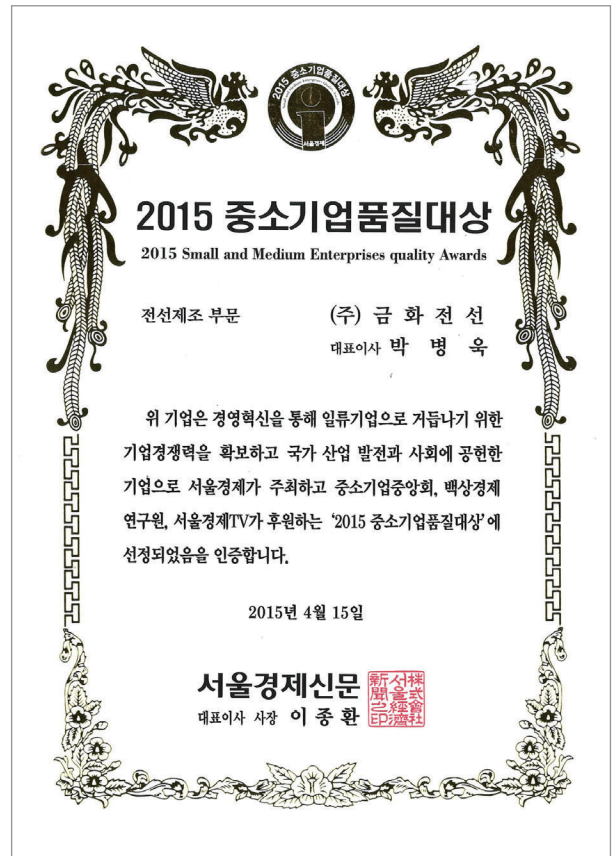 2015 중소기업품질대상
서울경제
2015 중소기업품질대상
2015 Small and Medium Enterprises quality Awards
전선제조 부문
(주) 금 화 전 선
대표이사 박 병 욱
위 기업은 경영혁신을 통해 일류기업으로 거듭나기 위한
기업경쟁력을 확보하고 국가 산업 발전과 사회에 공헌한
기업으로 서울경제가 주최하고 중소기업중앙회, 백상경제
연구원, 서울경제TV가 후원하는 ‘2015 중소기업품질대상’에
선정되었음을 인증합니다.
2015년 4월 15일
서울경제신문
대표이사 사장 이 종 환
株式會社
서울經濟
新聞之印